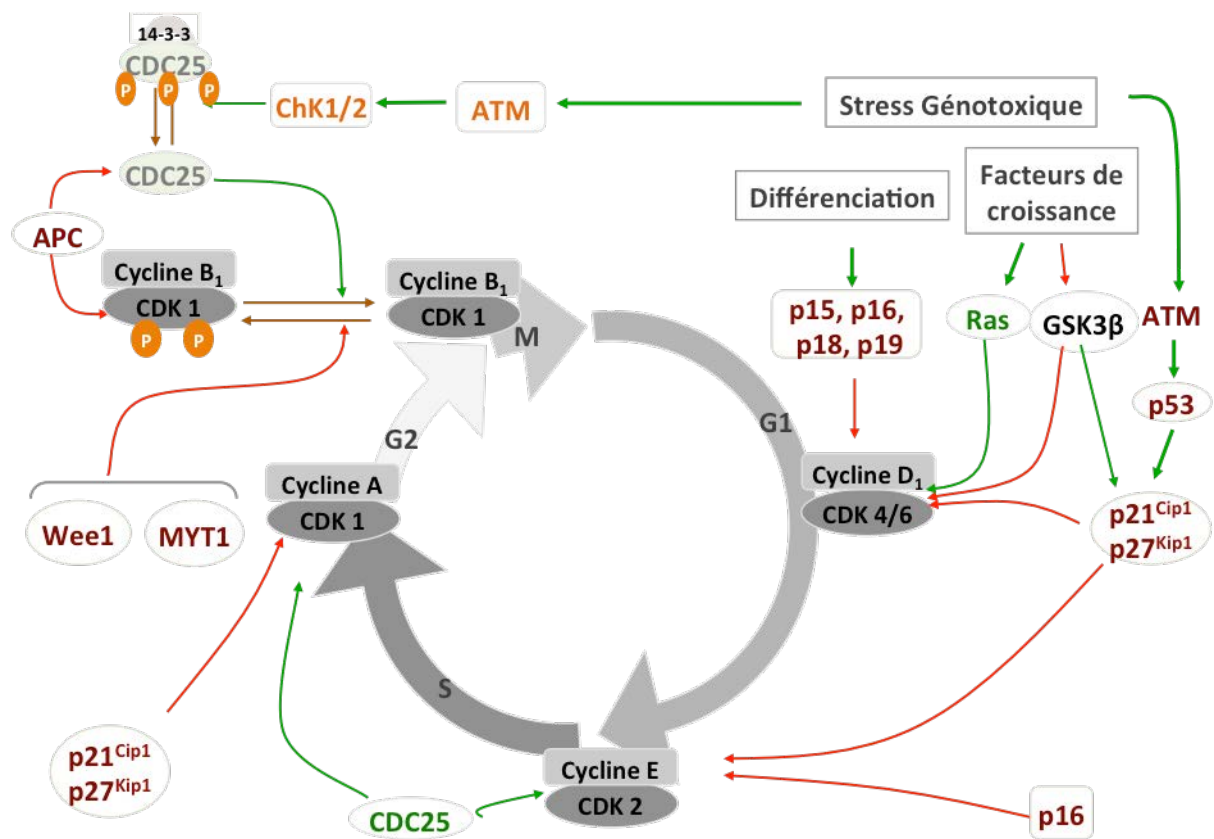 14-3-3
CDC25
P P P
ChK1/2
ATM
Stress Génotoxique
CDC25
Différenciation
Facteurs de
croissance
APC
Cycline B1
CDK 1
P P
Cycline B1
CDK 1
M
p15, p16,
p18, p19
Ras
GSK3β
ATM
p53
G1
G2
Cycline A
CDK 1
Cycline D1
CDK 4/6
Wee1
MYT1
p21Cip1
p27Kip1
S
p21Cip1
p27Kip1
Cycline E
CDK 2
CDC25
p16